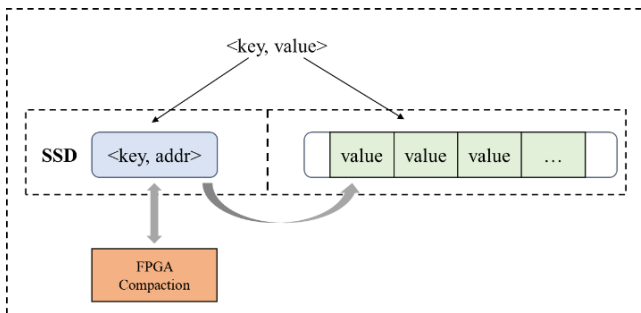 <key, value>
SSD
<key, addr>
value value value ...
FPGA
Compaction